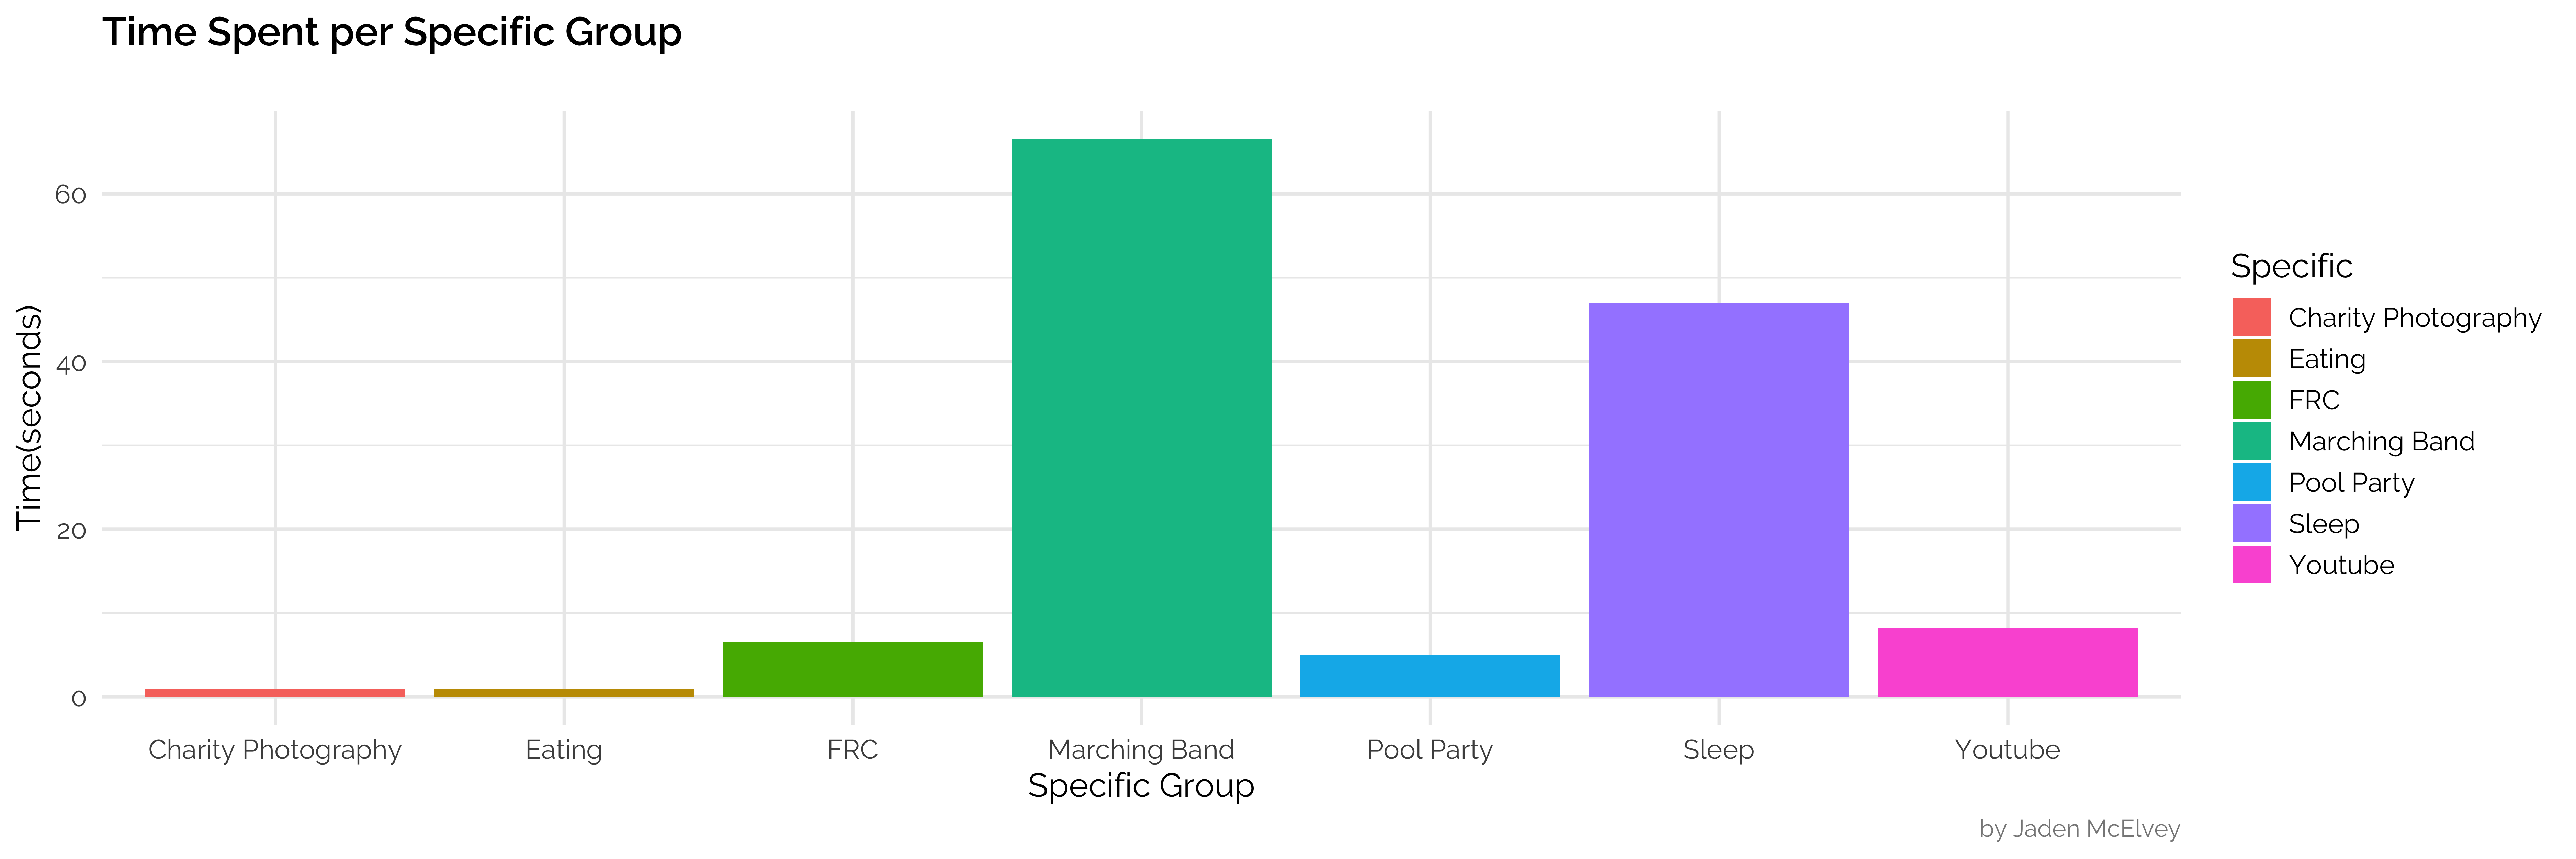 Time Spent per Specific Group
Time(seconds)
60
40
20
0
Charity Photography
Eating
FRC
Marching Band
Pool Party
Sleep
Youtube
Specific Group
Specific
Charity Photography
Eating
FRC
Marching Band
Pool Party
Sleep
Youtube
by Jaden McElvey